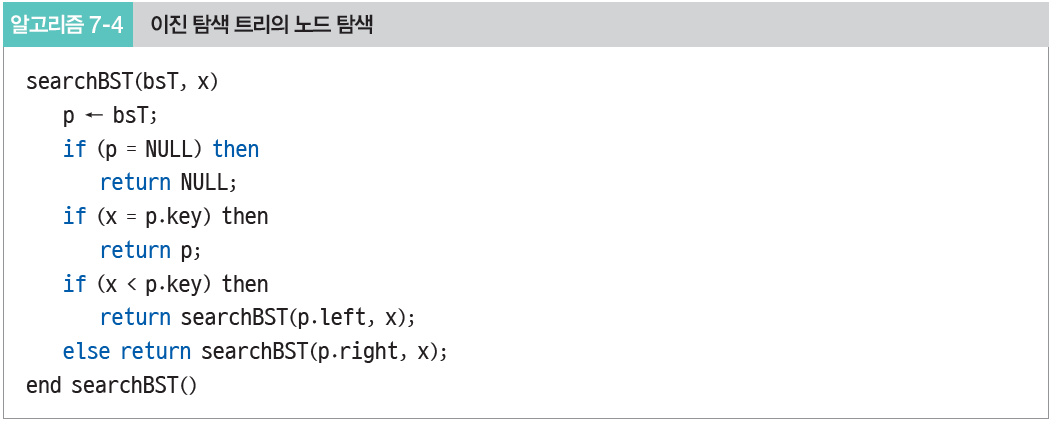 알고리즘 7-4 이진 탐색 트리의 노드 탐색
searchBST(bsT, x)
p ← bsT;
if (p = NULL) then
return NULL;
if (x = p.key) then
return p;
if (x < p.key) then
return searchBST(p.left, x);
else return searchBST(p.right, x);
end searchBST()